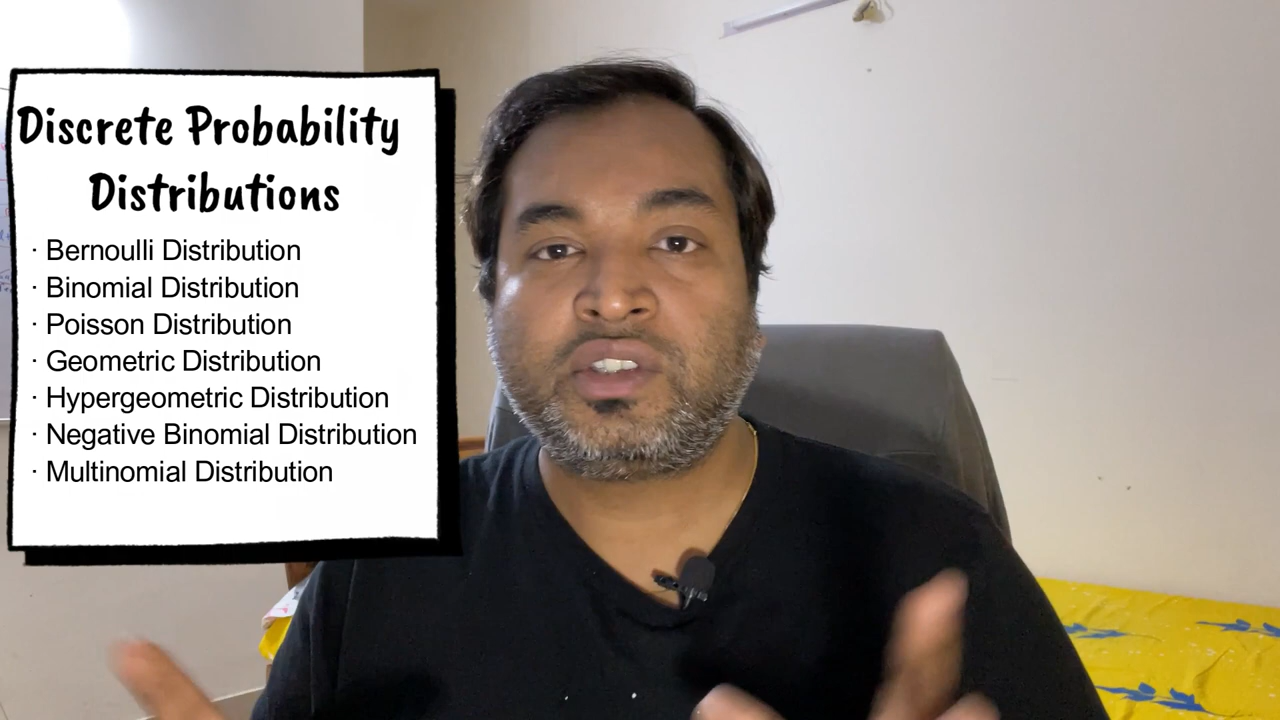 Discrete Probability
Distributions
· Bernoulli Distribution
· Binomial Distribution
· Poisson Distribution
· Geometric Distribution
· Hypergeometric Distribution
· Negative Binomial Distribution
· Multinomial Distribution